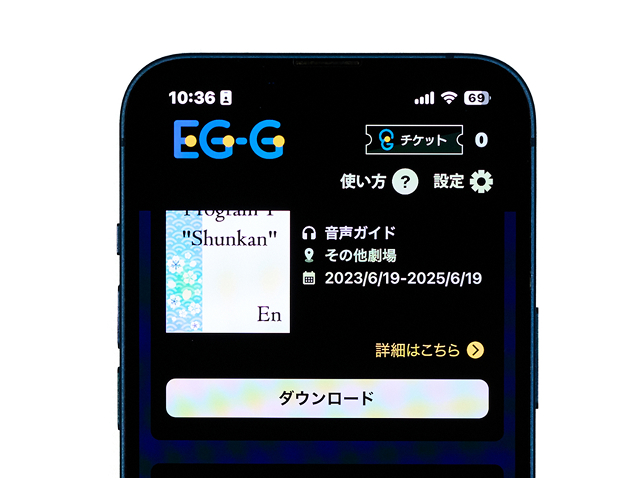 10:36
69
EG-G
チケット
0
使い方 ?
設定
Program 1
"Shunkan"
En
音声ガイド
その他劇場
2023/6/19-2025/6/19
詳細はこちら
ダウンロード